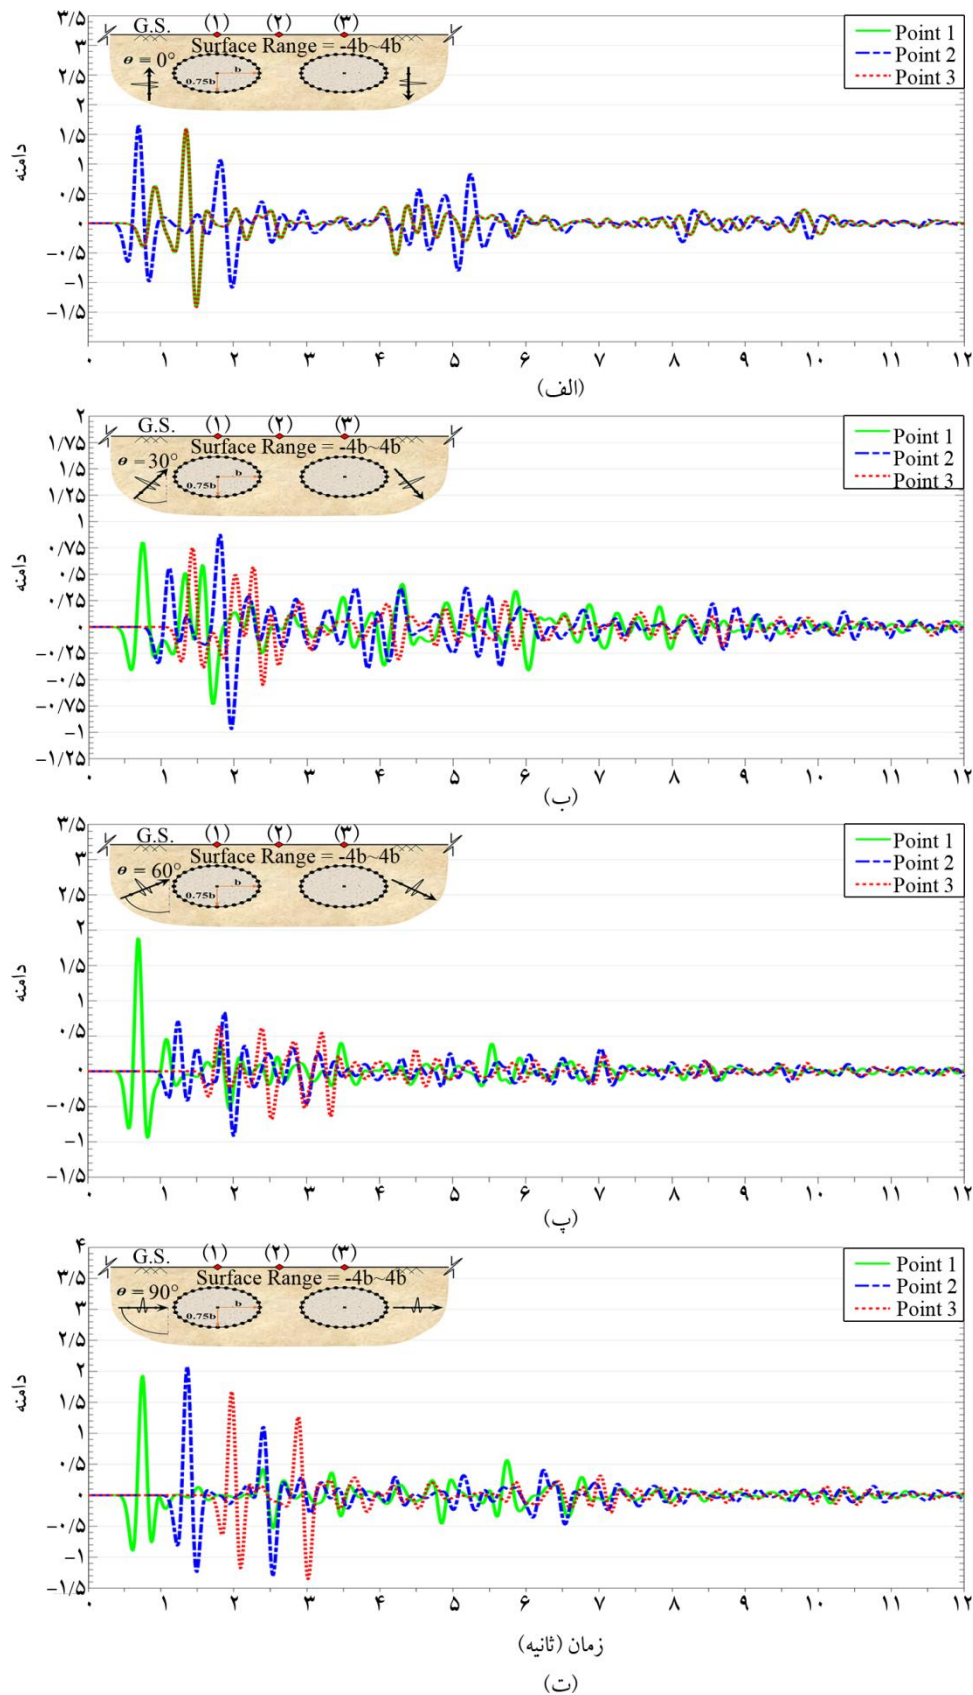 ۳/۵
۳
۲/۵
۲
۱/۵
۱
۰/۵
۰
-۰/۵
-۱
-۱/۵
دامنه
G.S. (۱) (۲) (۳)
Surface Range = -4b~4b
θ = 0°
b
0.75b
Point 1
Point 2
Point 3
۰ ۱ ۲ ۳ ۴ ۵ ۶ ۷ ۸ ۹ ۱۰ ۱۱ ۱۲
(الف)
۲
۱/۷۵
۱/۵
۱/۲۵
۱
۰/۷۵
۰/۵
۰/۲۵
۰
-۰/۲۵
-۰/۵
-۰/۷۵
-۱
-۱/۲۵
دامنه
G.S. (۱) (۲) (۳)
Surface Range = -4b~4b
θ = 30°
b
0.75b
Point 1
Point 2
Point 3
۰ ۱ ۲ ۳ ۴ ۵ ۶ ۷ ۸ ۹ ۱۰ ۱۱ ۱۲
(ب)
۳/۵
۳
۲/۵
۲
۱/۵
۱
۰/۵
۰
-۰/۵
-۱
-۱/۵
دامنه
G.S. (۱) (۲) (۳)
Surface Range = -4b~4b
θ = 60°
b
0.75b
Point 1
Point 2
Point 3
۰ ۱ ۲ ۳ ۴ ۵ ۶ ۷ ۸ ۹ ۱۰ ۱۱ ۱۲
(پ)
۴
۳/۵
۳
۲/۵
۲
۱/۵
۱
۰/۵
۰
-۰/۵
-۱
-۱/۵
دامنه
G.S. (۱) (۲) (۳)
Surface Range = -4b~4b
θ = 90°
b
0.75b
Point 1
Point 2
Point 3
۰ ۱ ۲ ۳ ۴ ۵ ۶ ۷ ۸ ۹ ۱۰ ۱۱ ۱۲
زمان (ثانیه)
(ت)